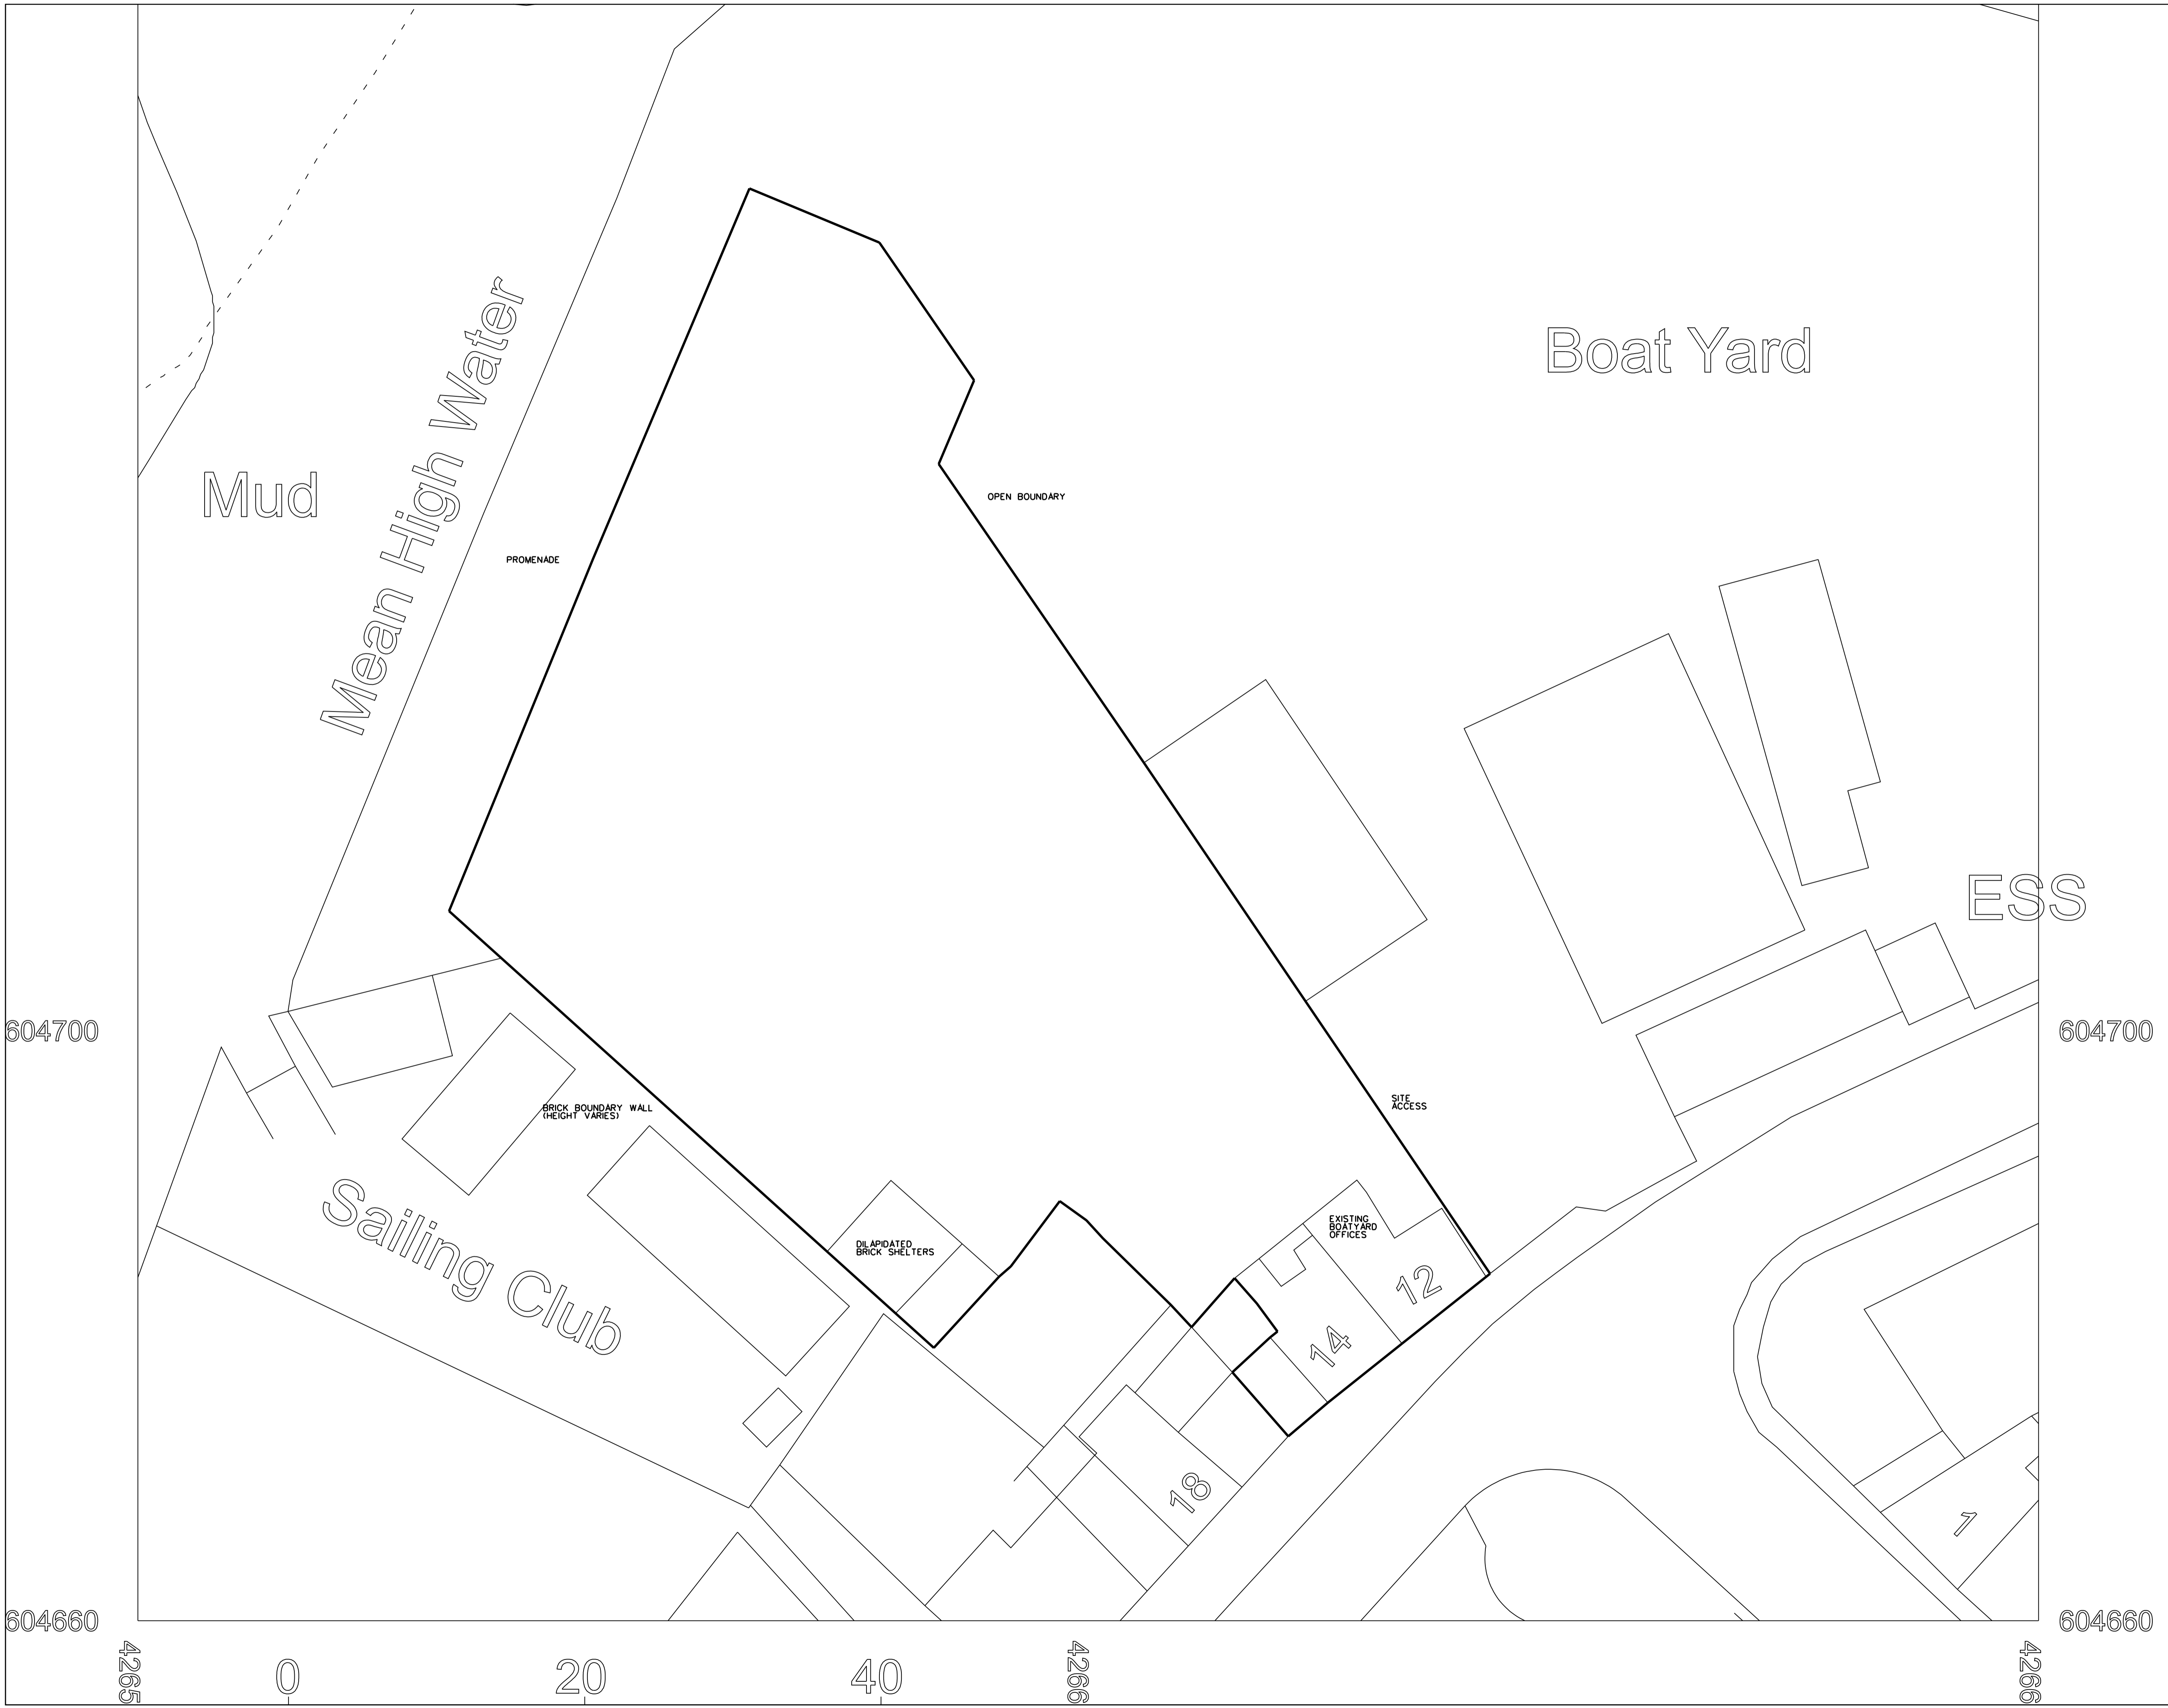 Boat Yard
Mean High Water
Mud
OPEN BOUNDARY
PROMENADE
ESS
604700
604700
BRICK BOUNDARY WALL
(HEIGHT VARIES)
SITE
ACCESS
Sailing Club
DILAPIDATED
BRICK SHELTERS
EXISTING
BOATYARD
OFFICES
12
14
18
1
604660
604660
4265
0
20
40
4266
4266